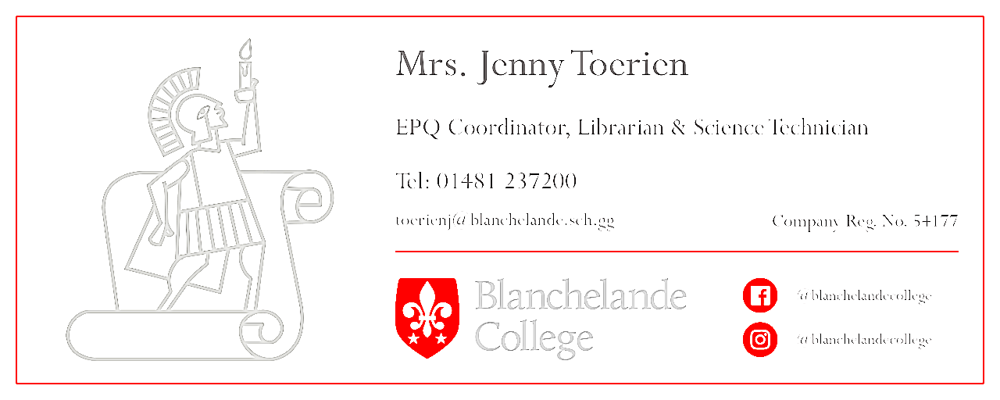 Mrs. Jenny Toerien
EPQ Coordinator, Librarian & Science Technician
Tel: 01481 237200
toerienj@blanchelande.sch.gg
Company Reg. No. 54177
Blanchelande
College
@blanchelandecollege
@blanchelandecollege